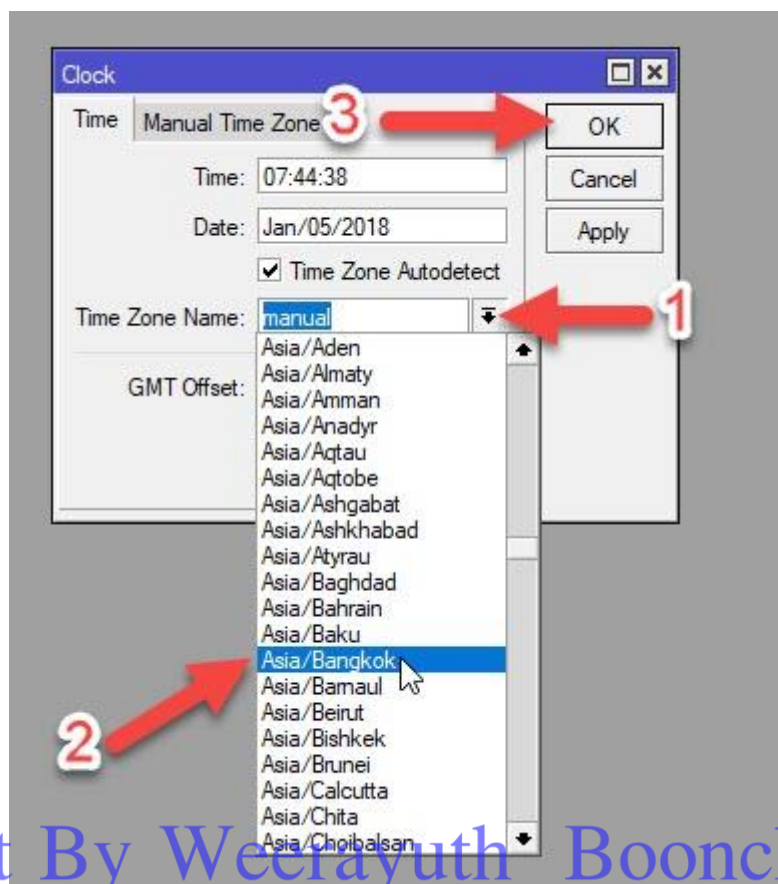 Clock
Time Manual Time Zone 3 OK
Time: 07:44:38 Cancel
Date: Jan/05/2018 Apply
Time Zone Autodetect
Time Zone Name: manual 1
Asia/Aden
Asia/Almaty
GMT Offset:
Asia/Amman
Asia/Anadyr
Asia/Aqtau
Asia/Aqtobe
Asia/Ashgabat
Asia/Ashkhabad
Asia/Atyrau
Asia/Baghdad
Asia/Bahrain
Asia/Baku
Asia/Bangkok
Asia/Barnaul
2
Asia/Beirut
Asia/Bishkek
Asia/Brunei
Asia/Calcutta
Asia/Chita
Asia/Choibalsan
t By Weerayuth Boonc